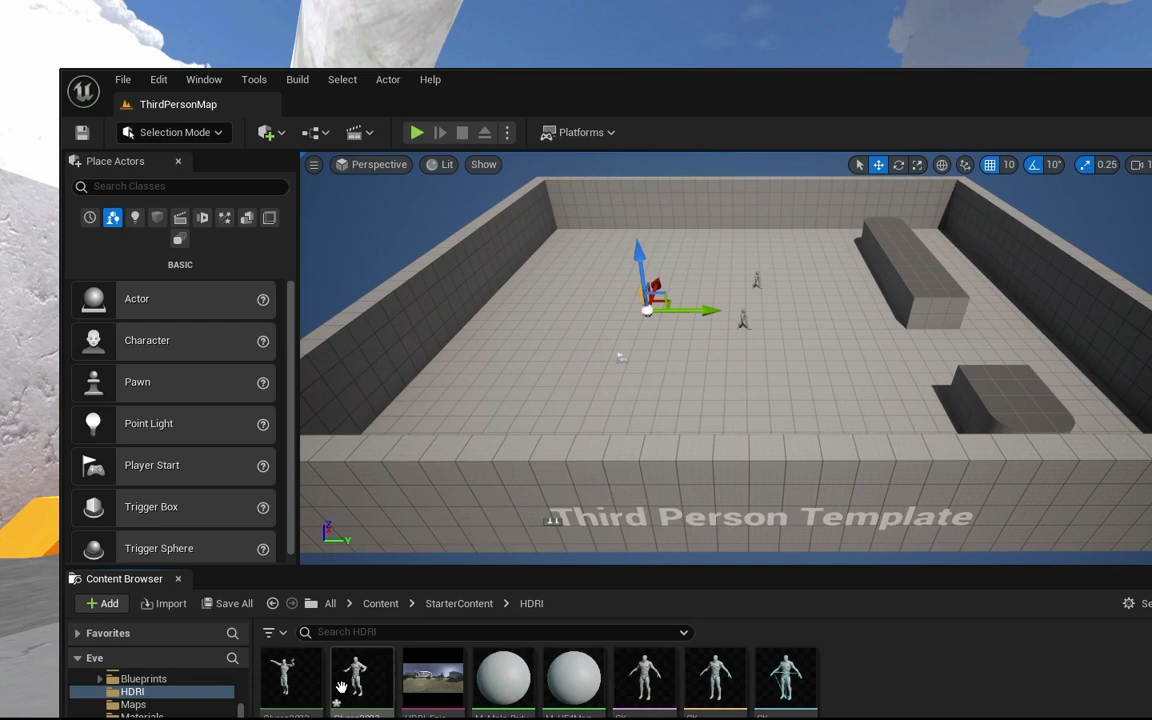 File Edit Window Tools Build Select Actor Help
ThirdPersonMap
Selection Mode
Platforms
Place Actors
Search Classes
BASIC
Actor
Character
Pawn
Point Light
Player Start
Trigger Box
Trigger Sphere
Perspective Lit Show
10 10° 0.25 1
Third Person Template
Content Browser
Add Import Save All All Content StarterContent HDRI
Favorites
Search HDRI
Eve
Blueprints
HDRI
Maps
Materials